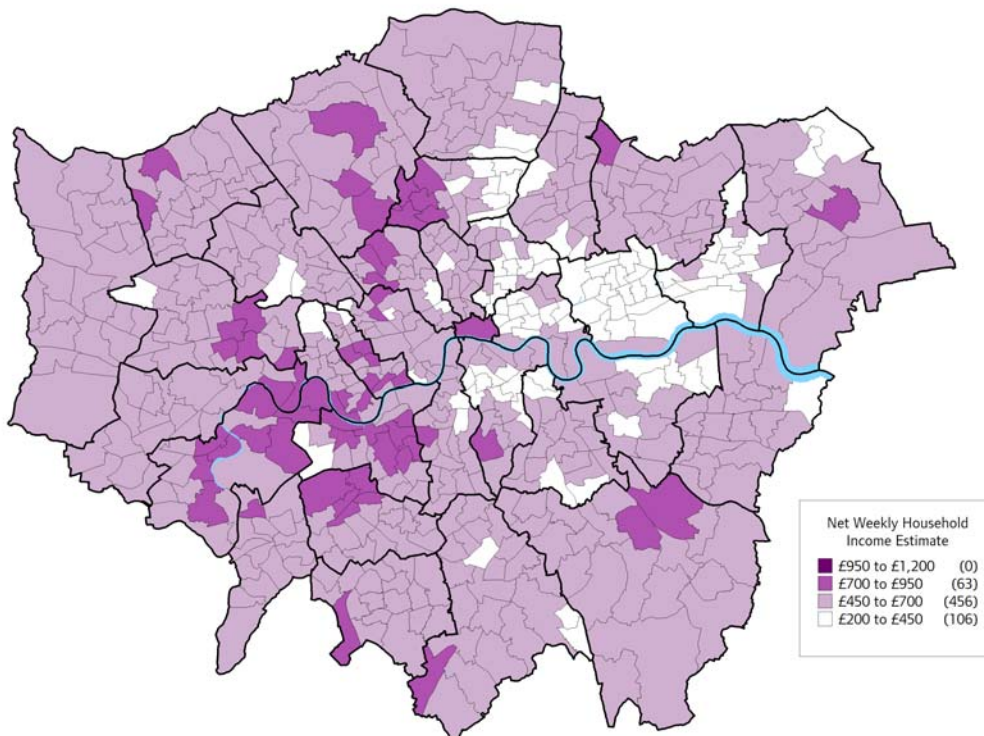 Net Weekly Household
Income Estimate
£950 to £1,200 (0)
£700 to £950 (63)
£450 to £700 (456)
£200 to £450 (106)